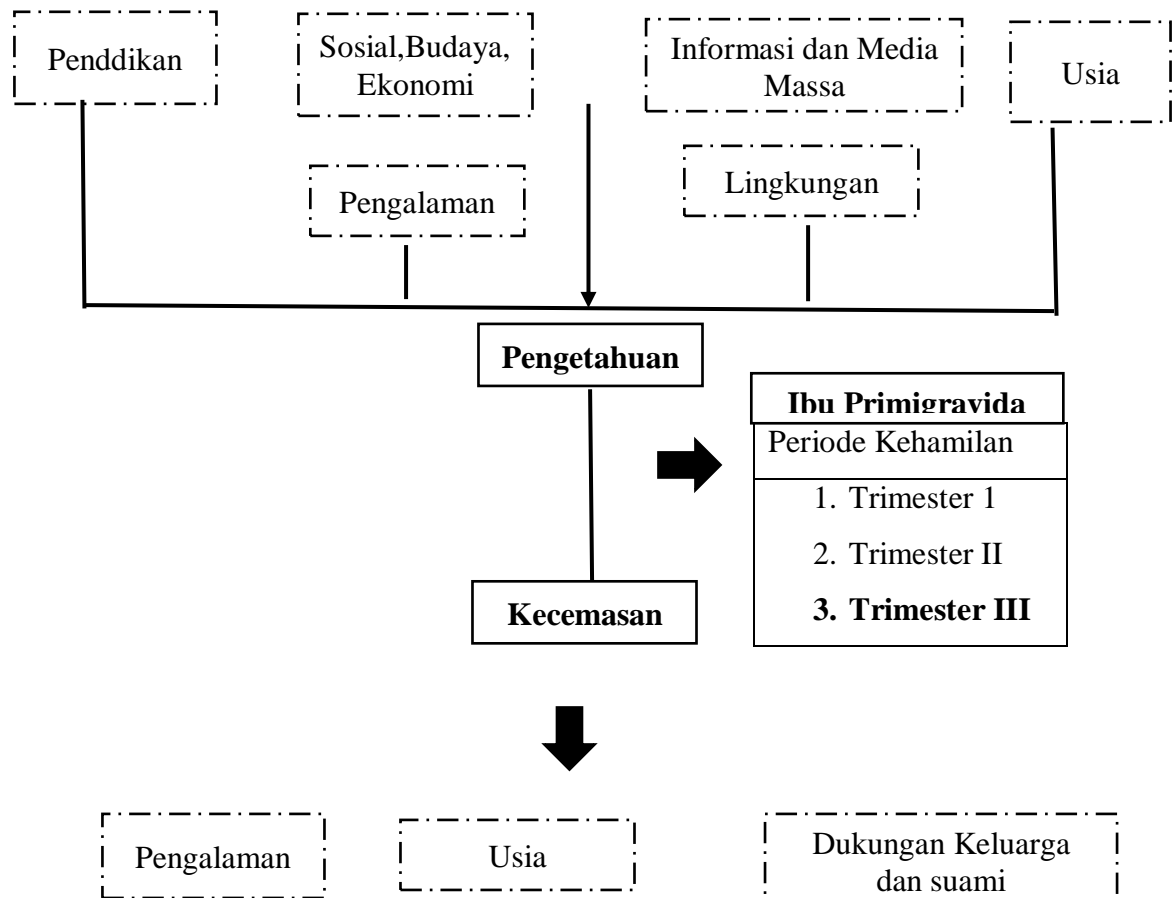 Penddikan
Sosial,Budaya,
Ekonomi
Informasi dan Media
Massa
Usia
Pengalaman
Lingkungan
Pengetahuan
Ibu Primigravida
Periode Kehamilan
1. Trimester 1
2. Trimester II
3. Trimester III
Kecemasan
Pengalaman
Usia
Dukungan Keluarga
dan suami